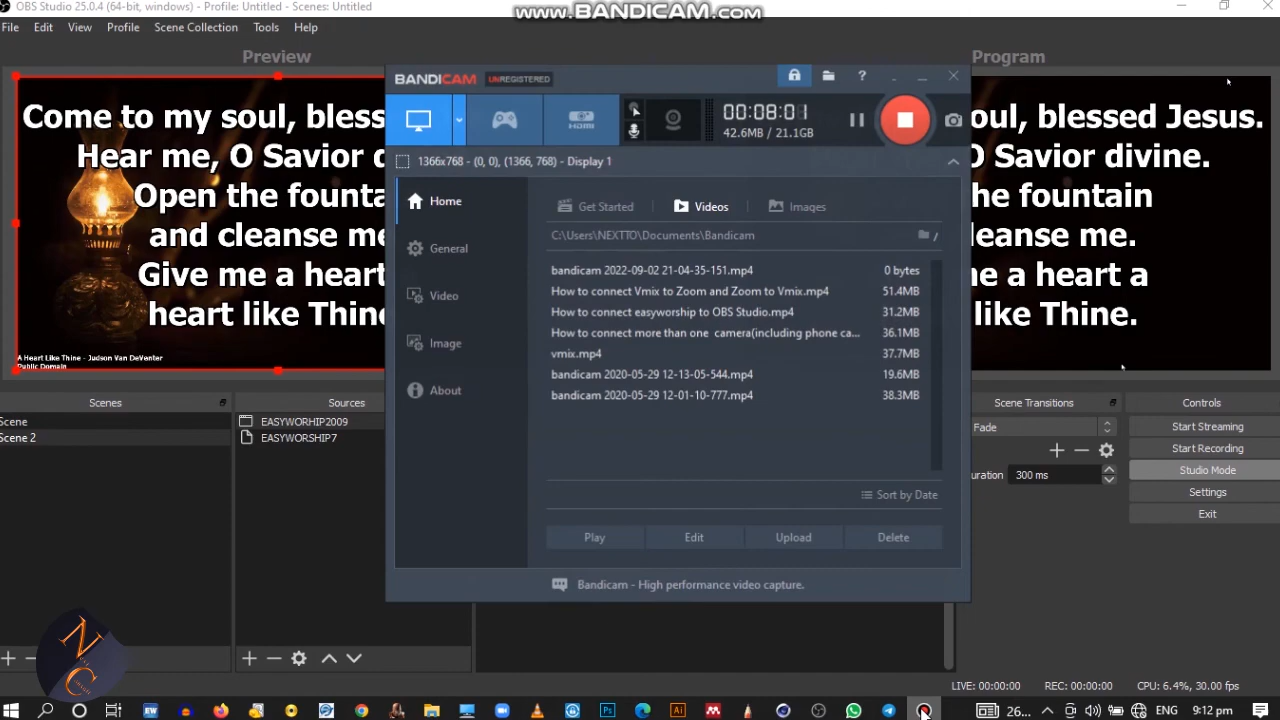 OBS Studio 25.0.4 (64-bit, windows) - Profile: Untitled - Scenes: Untitled
www.BANDICAM.com
File Edit View Profile Scene Collection Tools Help
Preview
Program
Come to my soul, bless
Hear me, O Savior d
Open the founta
and cleanse me
Give me a heart
heart like Thine
A Heart Like Thine - Judson Van DeVenter
Public Domain
soul, blessed Jesus.
O Savior divine.
the fountain
leanse me.
e a heart a
like Thine.
BANDICAM UNREGISTERED
00:08:01
42.6MB / 21.1GB
1366x768 - (0, 0), (1366, 768) - Display 1
Home
General
Video
Image
About
Get Started Videos Images
C:\Users\NEXTTO\Documents\Bandicam
bandicam 2022-09-02 21-04-35-151.mp4 0 bytes
How to connect Vmix to Zoom and Zoom to Vmix.mp4 51.4MB
How to connect easyworship to OBS Studio.mp4 31.2MB
How to connect more than one camera(including phone ca... 36.1MB
vmix.mp4 37.7MB
bandicam 2020-05-29 12-13-05-544.mp4 19.6MB
bandicam 2020-05-29 12-01-10-777.mp4 38.3MB
Sort by Date
Play Edit Upload Delete
Bandicam - High performance video capture.
Scenes
Scene
Scene 2
Sources
EASYWORHIP2009
EASYWORSHIP7
Scene Transitions
Fade
uration 300 ms
Controls
Start Streaming
Start Recording
Studio Mode
Settings
Exit
N C
LIVE: 00:00:00 REC: 00:00:00 CPU: 6.4%, 30.00 fps
EW
Ps
Ai
26...
ENG 9:12 pm